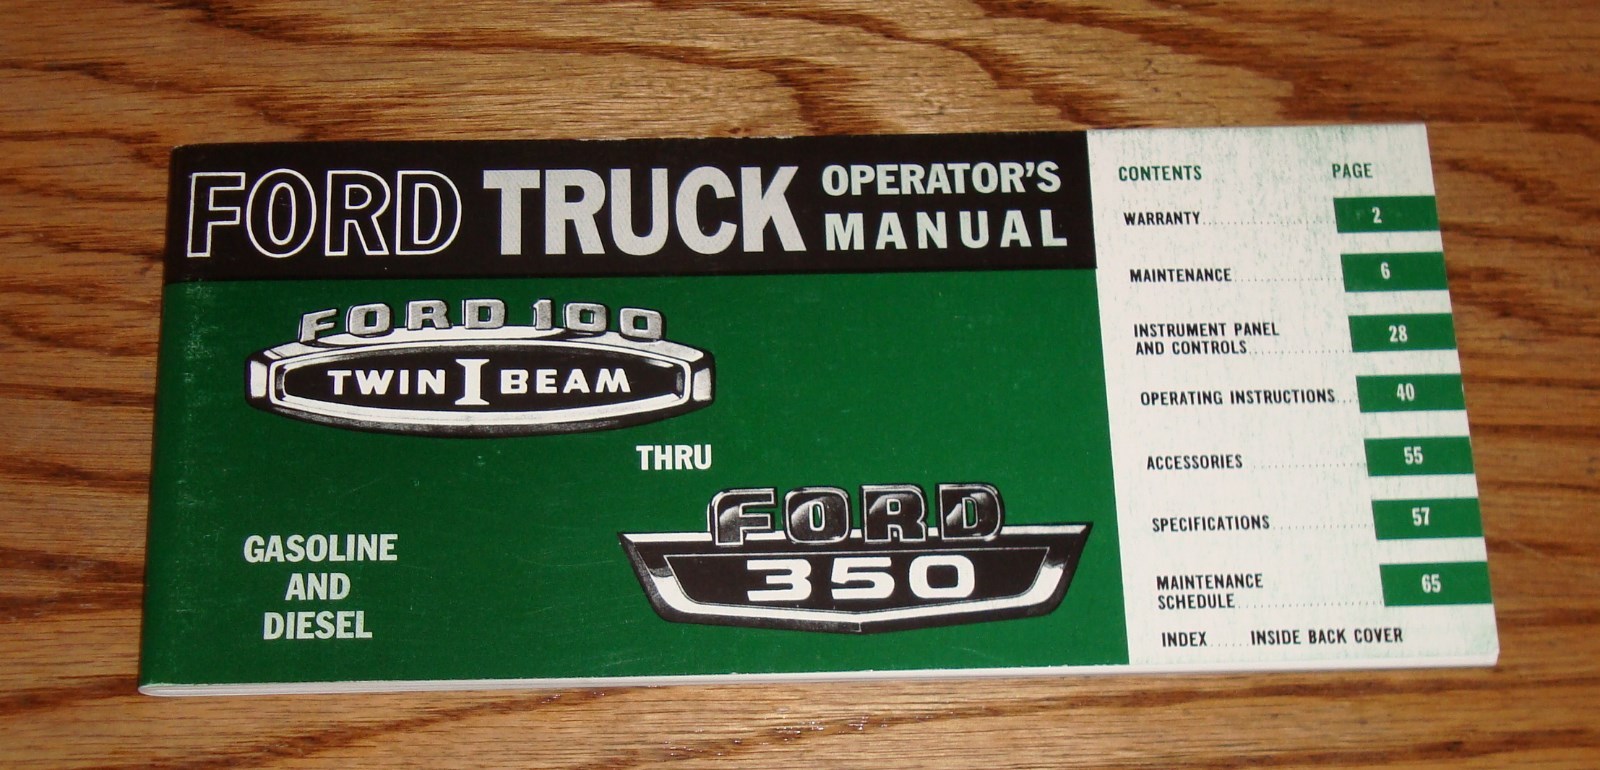 FORD TRUCK OPERATOR'S
MANUAL
FORD 100
TWIN I BEAM
THRU
FORD
350
GASOLINE
AND
DIESEL
CONTENTS PAGE
WARRANTY.................... 2
MAINTENANCE................ 6
INSTRUMENT PANEL
AND CONTROLS............... 28
OPERATING INSTRUCTIONS... 40
ACCESSORIES ................. 55
SPECIFICATIONS............... 57
MAINTENANCE
SCHEDULE..................... 65
INDEX ..... INSIDE BACK COVER